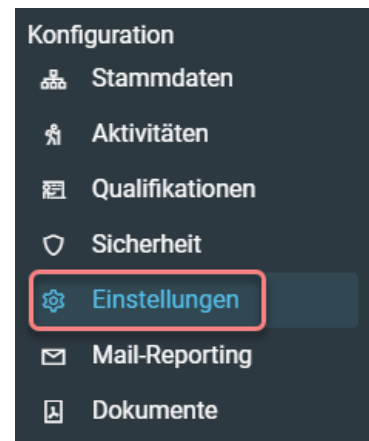 Konfiguration
Stammdaten
Aktivitäten
Qualifikationen
Sicherheit
Einstellungen
Mail-Reporting
Dokumente